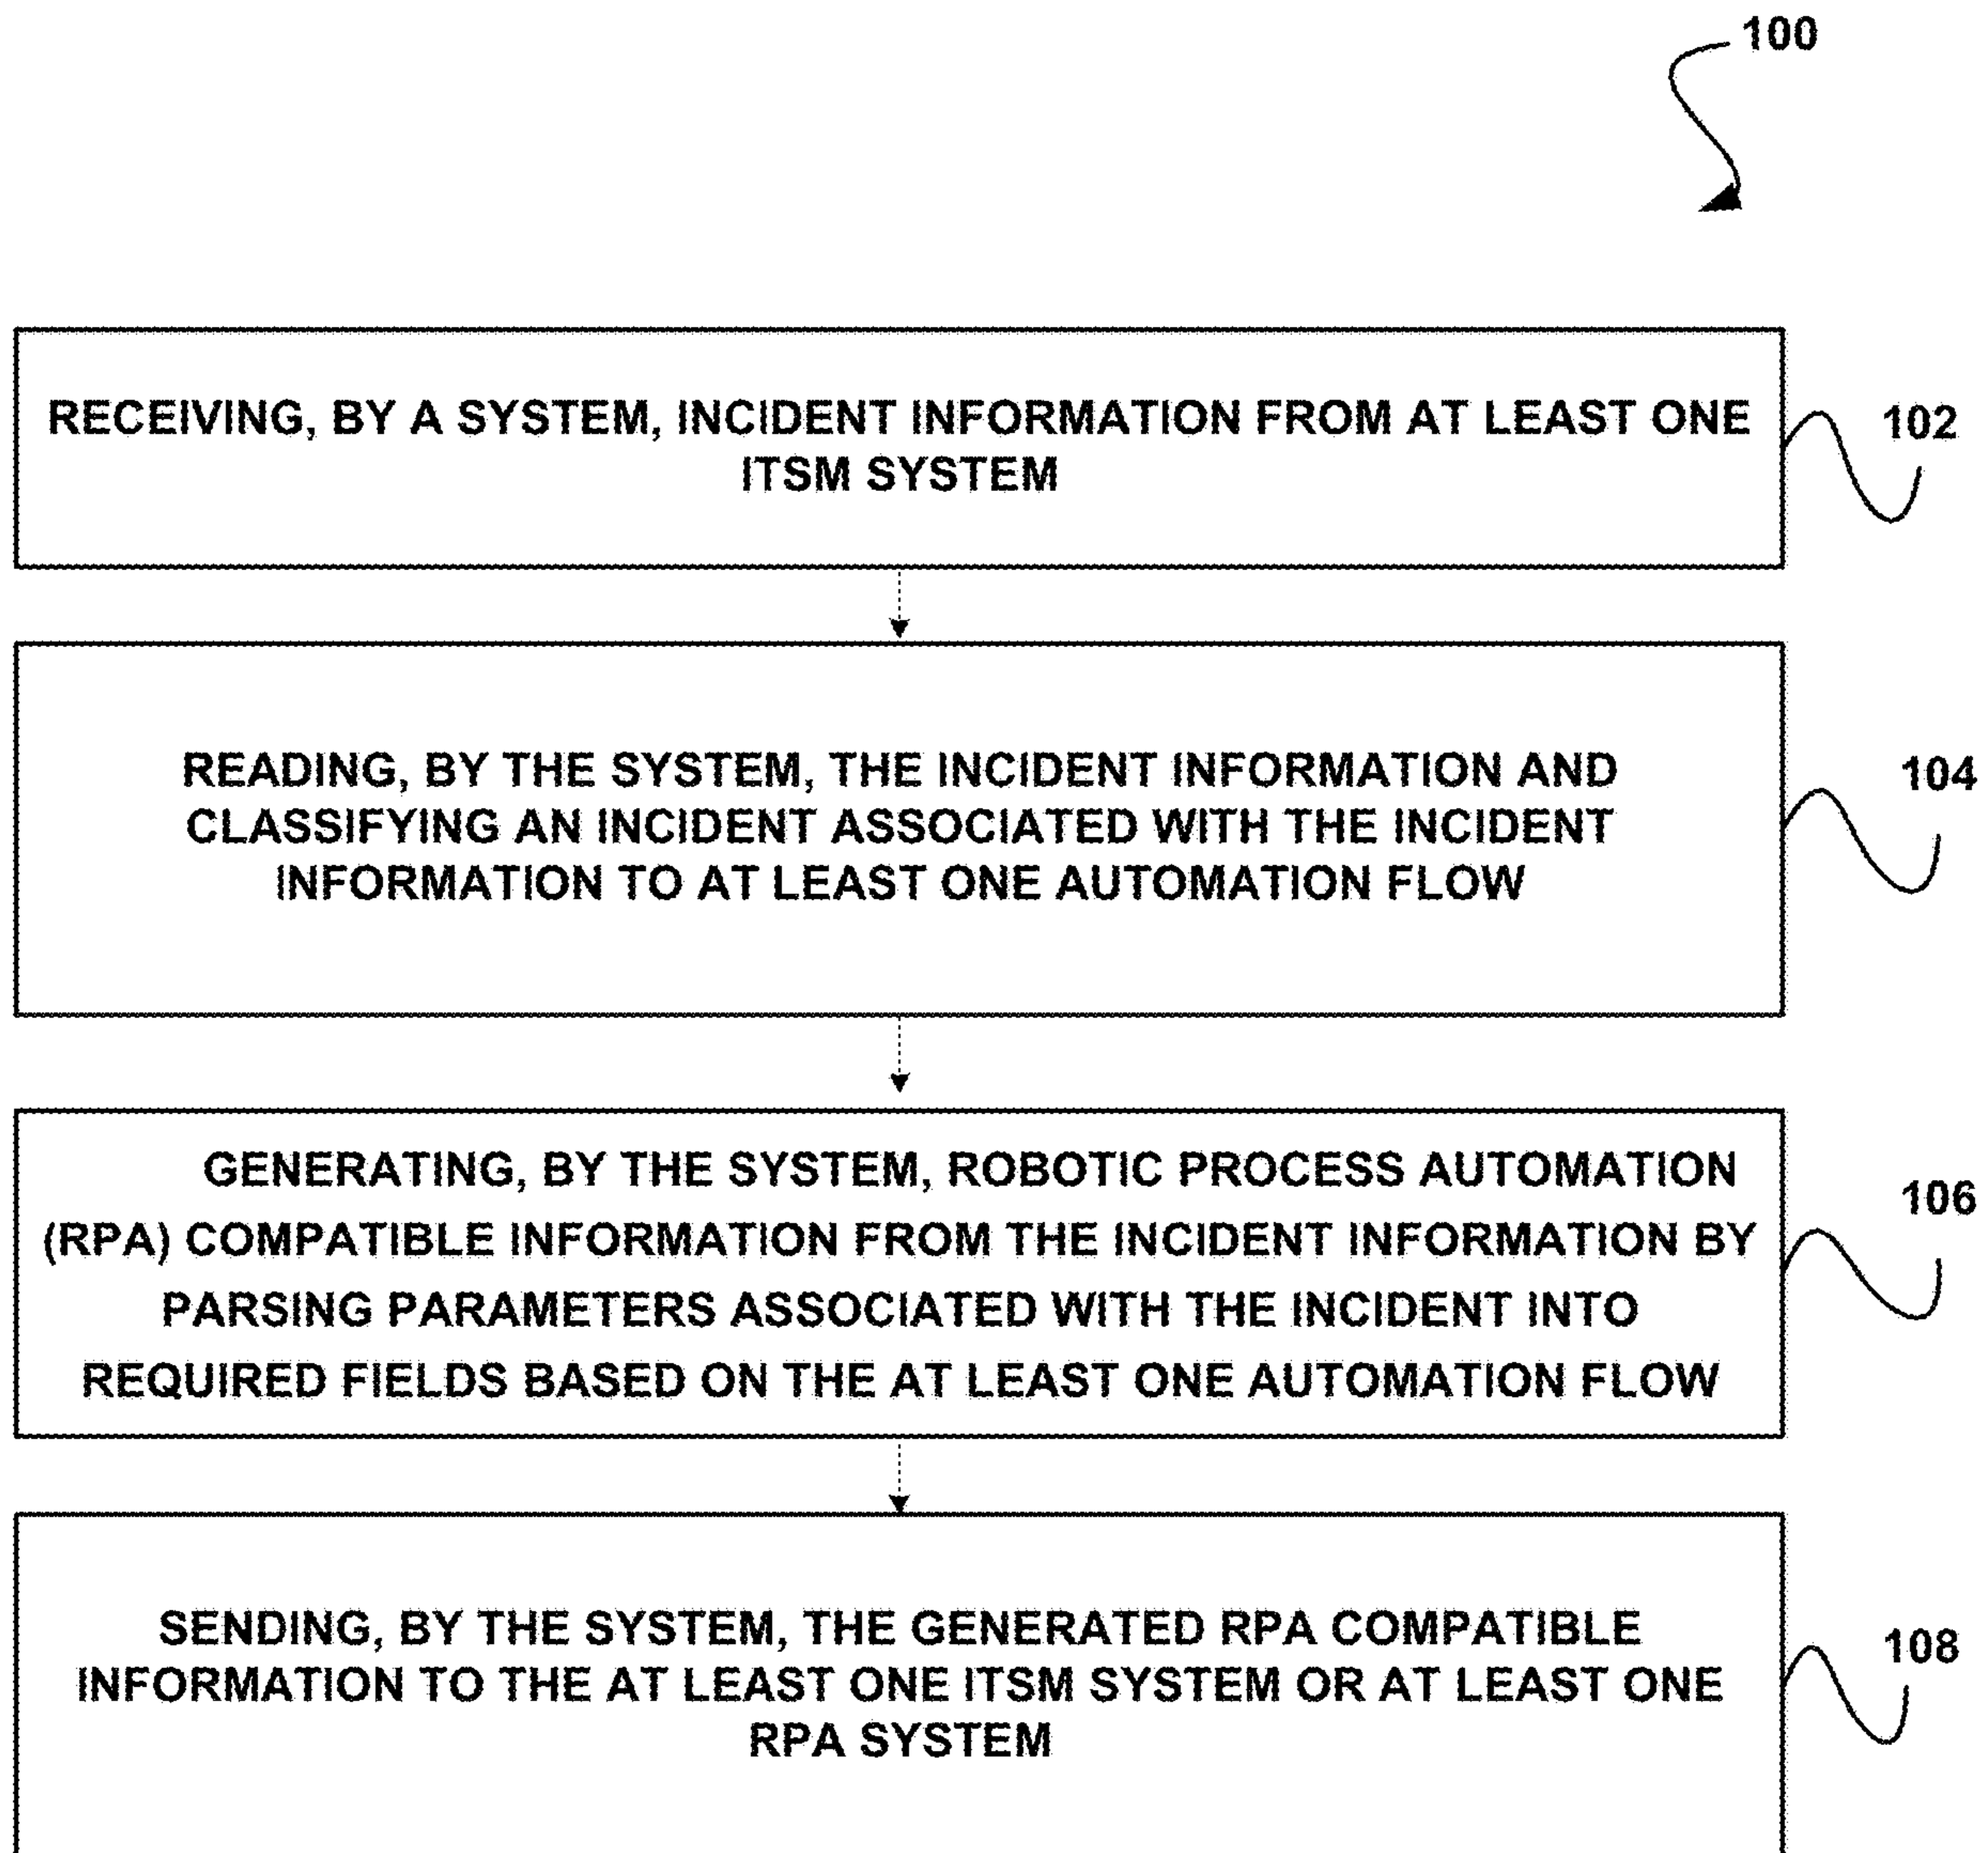 100
RECEIVING, BY A SYSTEM, INCIDENT INFORMATION FROM AT LEAST ONE
ITSM SYSTEM
102
READING, BY THE SYSTEM, THE INCIDENT INFORMATION AND
CLASSIFYING AN INCIDENT ASSOCIATED WITH THE INCIDENT
INFORMATION TO AT LEAST ONE AUTOMATION FLOW
104
GENERATING, BY THE SYSTEM, ROBOTIC PROCESS AUTOMATION
(RPA) COMPATIBLE INFORMATION FROM THE INCIDENT INFORMATION BY
PARSING PARAMETERS ASSOCIATED WITH THE INCIDENT INTO
REQUIRED FIELDS BASED ON THE AT LEAST ONE AUTOMATION FLOW
106
SENDING, BY THE SYSTEM, THE GENERATED RPA COMPATIBLE
INFORMATION TO THE AT LEAST ONE ITSM SYSTEM OR AT LEAST ONE
RPA SYSTEM
108